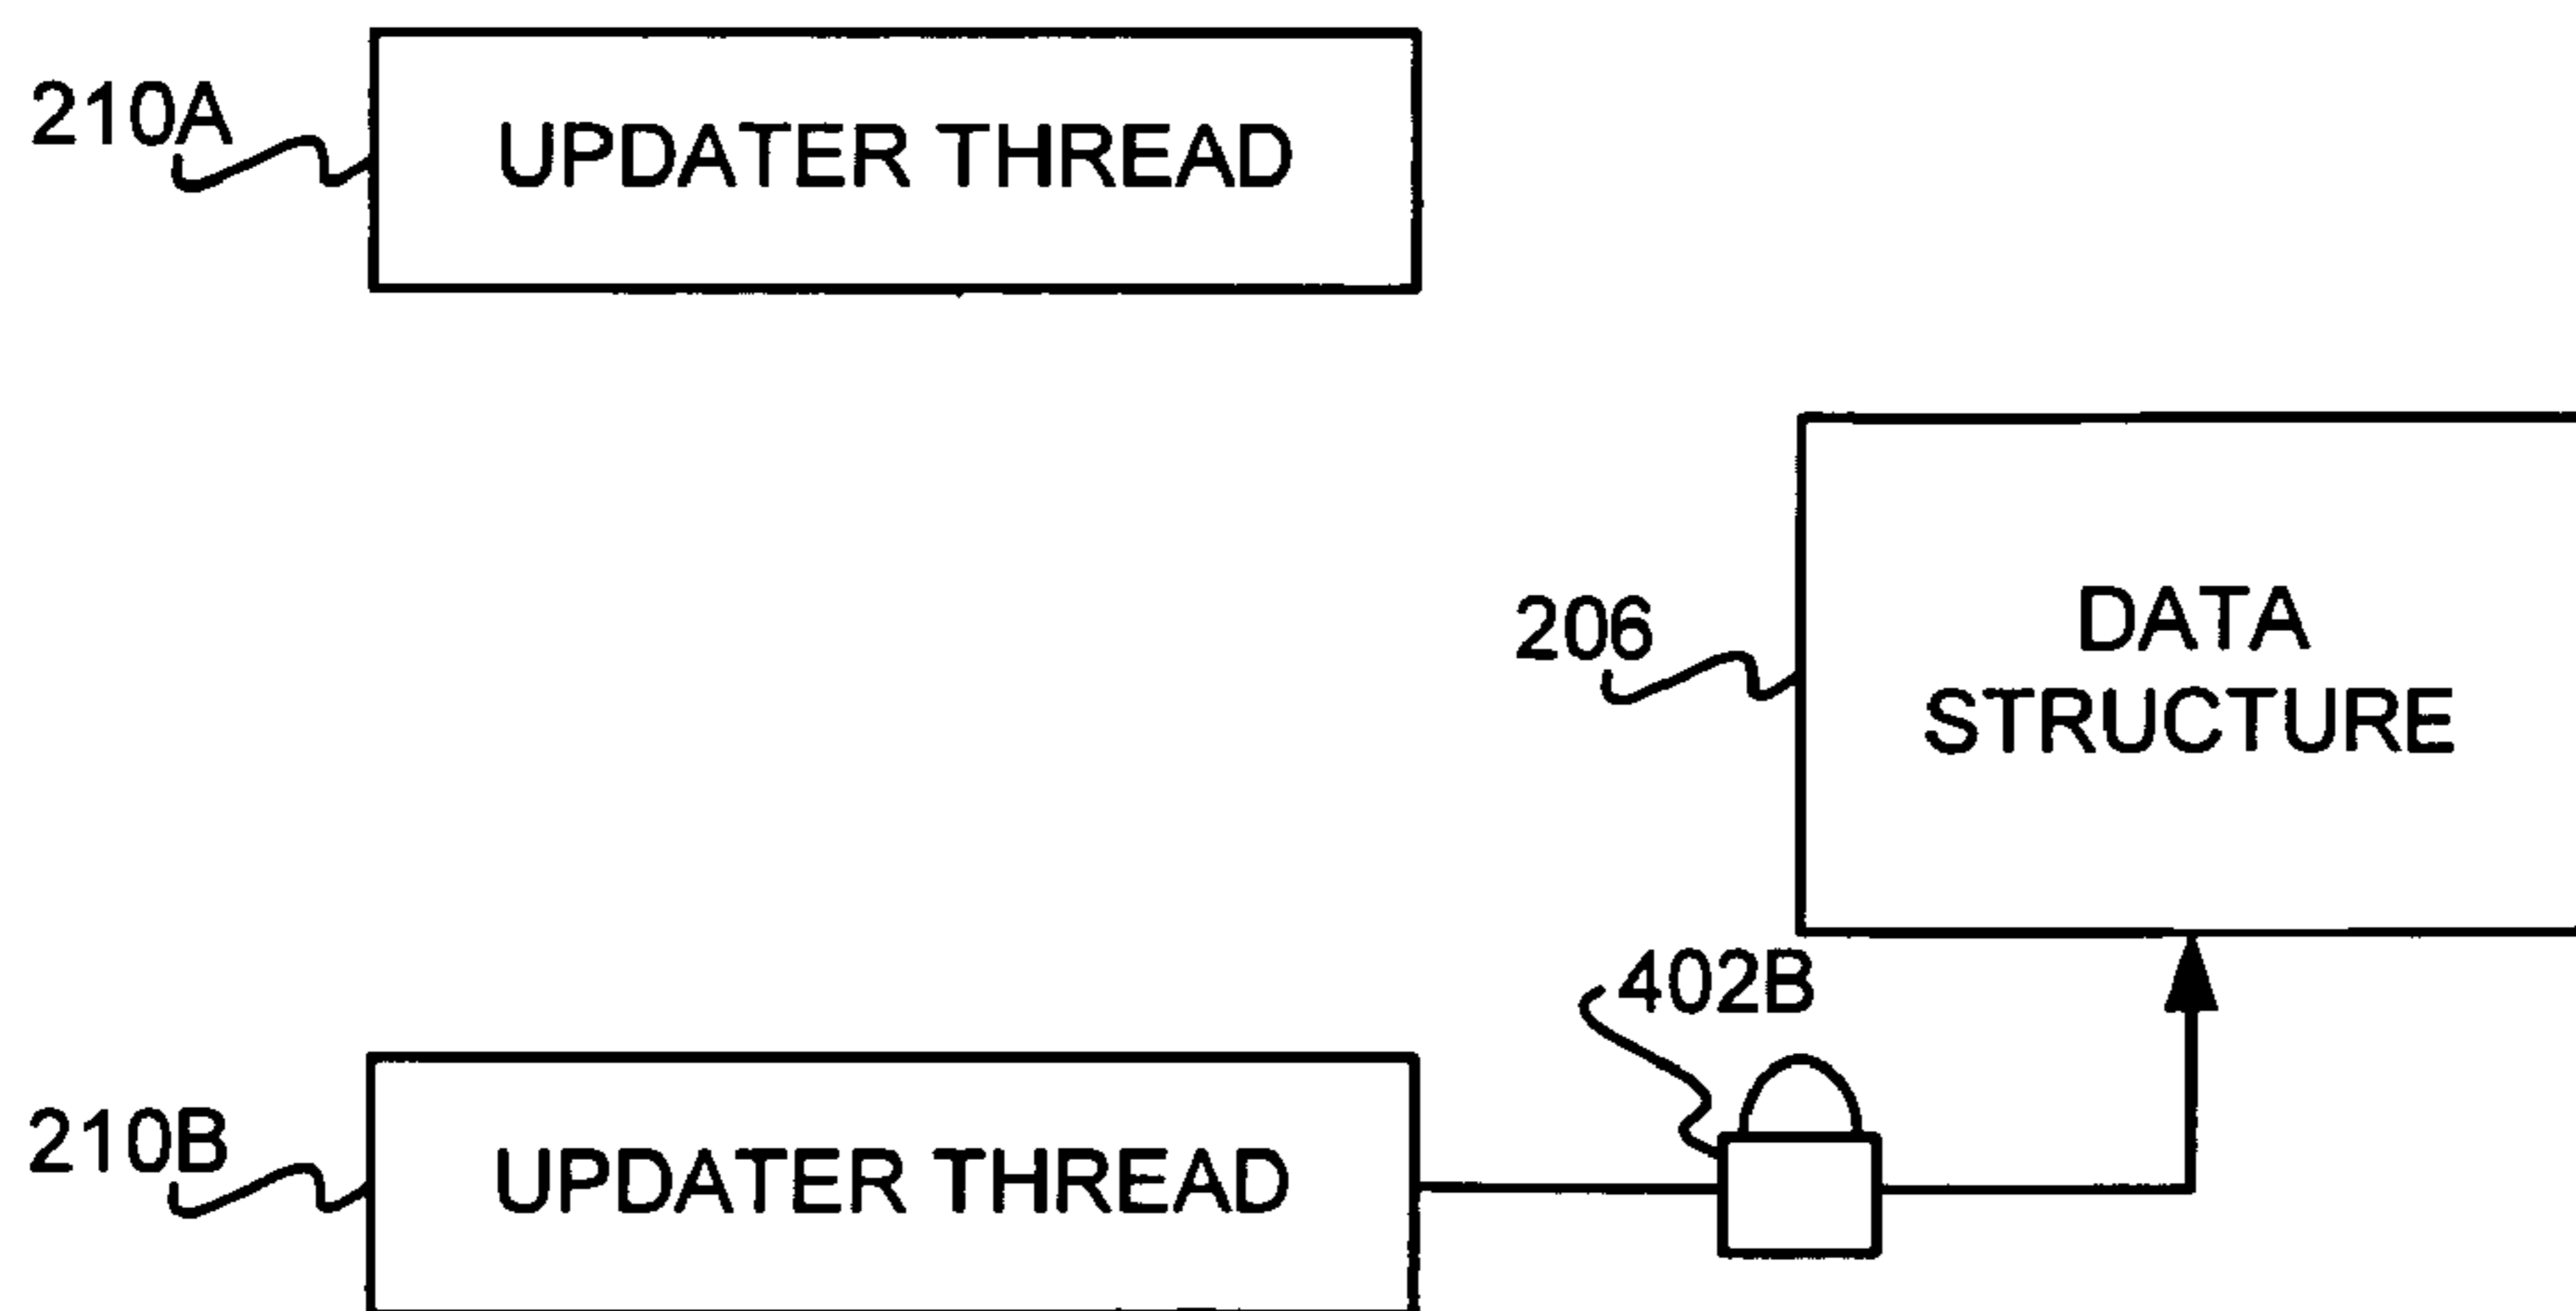 210A
UPDATER THREAD
206
DATA
STRUCTURE
402B
210B
UPDATER THREAD